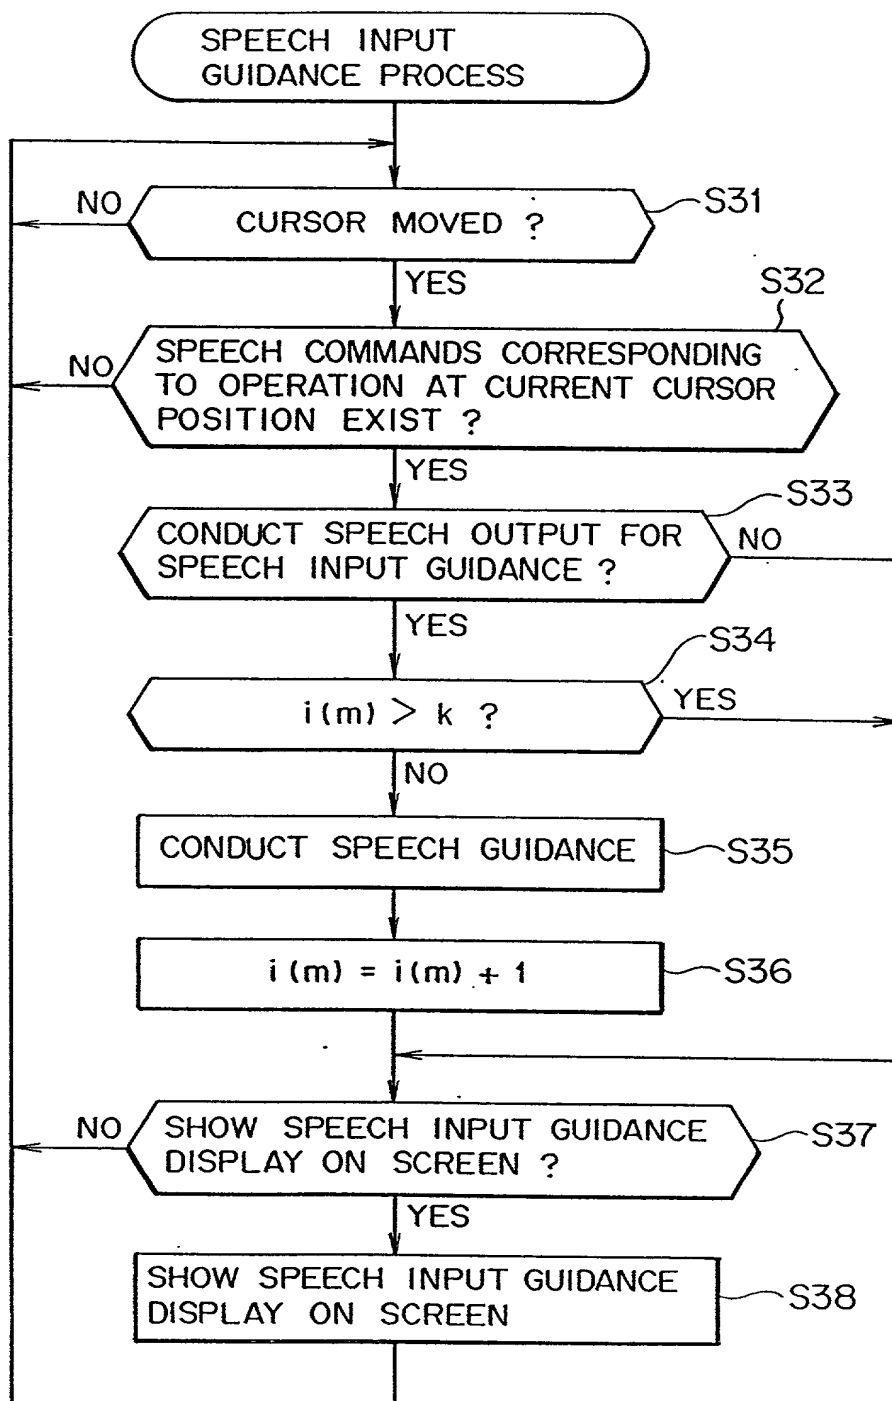 SPEECH INPUT
GUIDANCE PROCESS
NO
CURSOR MOVED ?
S31
YES
S32
NO
SPEECH COMMANDS CORRESPONDING
TO OPERATION AT CURRENT CURSOR
POSITION EXIST ?
YES
S33
CONDUCT SPEECH OUTPUT FOR
SPEECH INPUT GUIDANCE ?
NO
YES
S34
i(m) > k ?
YES
NO
CONDUCT SPEECH GUIDANCE
S35
i(m) = i(m) + 1
S36
NO
SHOW SPEECH INPUT GUIDANCE
DISPLAY ON SCREEN ?
S37
YES
SHOW SPEECH INPUT GUIDANCE
DISPLAY ON SCREEN
S38